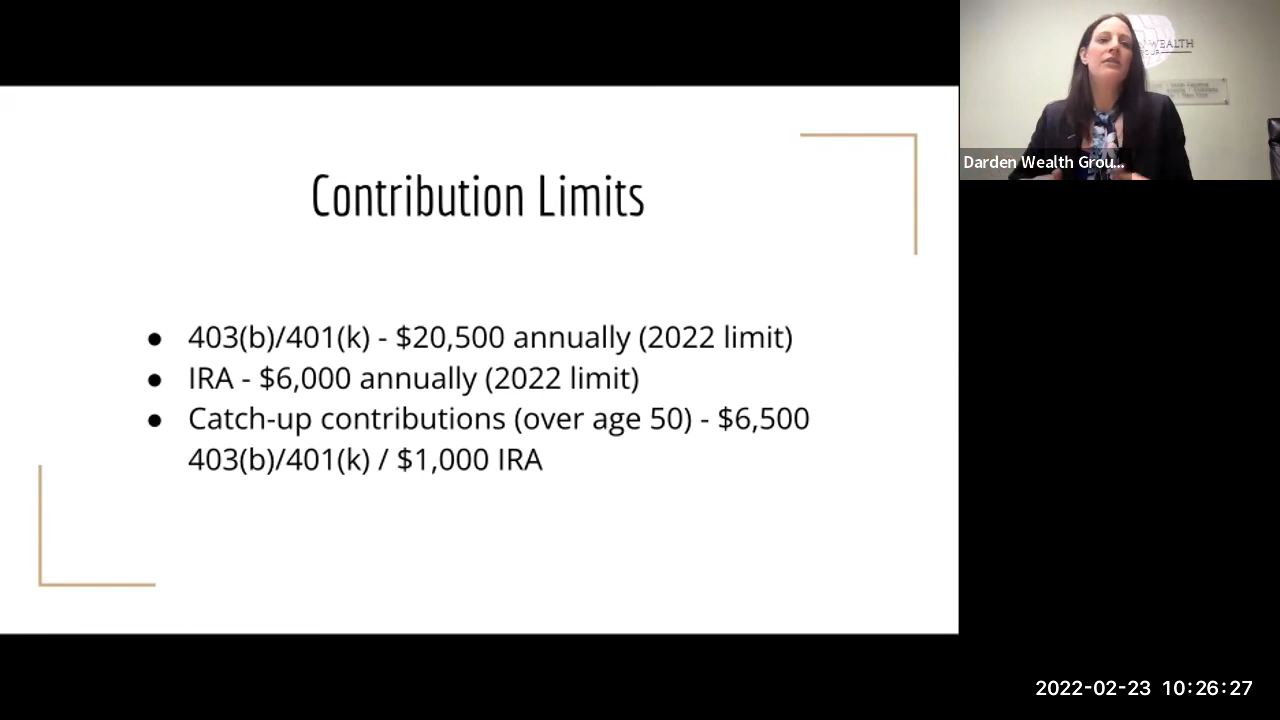 Contribution Limits
● 403(b)/401(k) - $20,500 annually (2022 limit)
● IRA - $6,000 annually (2022 limit)
● Catch-up contributions (over age 50) - $6,500
403(b)/401(k) / $1,000 IRA
WEALTH
Darden Wealth Grou...
2022-02-23 10:26:27